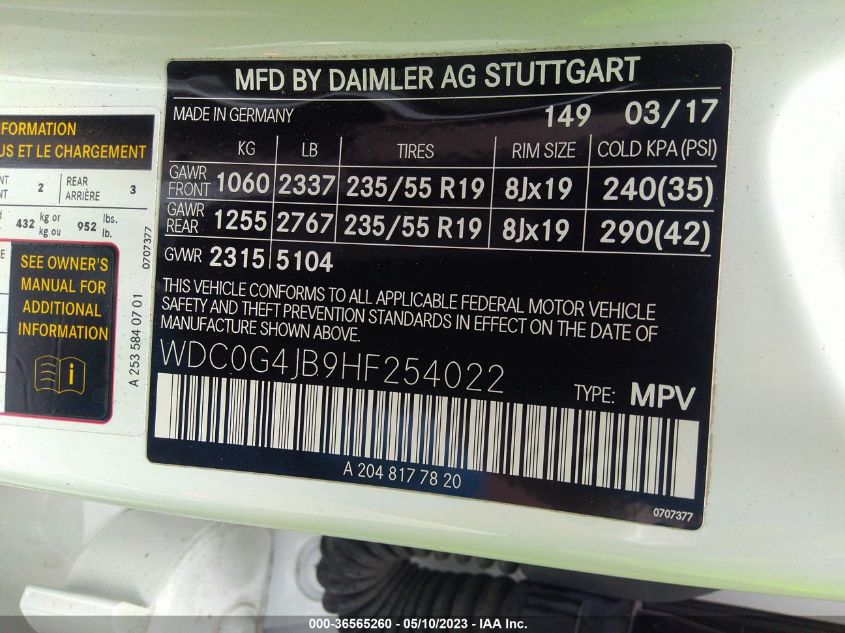 FORMATION
US ET LE CHARGEMENT
NT 2 REAR 3
NT ARRIÈRE
432 kg or 952 lbs.
kg ou lb.
SEE OWNER'S
MANUAL FOR
ADDITIONAL
INFORMATION
0707377
A 253 584 07 01
MFD BY DAIMLER AG STUTTGART
MADE IN GERMANY 149 03/17
KG LB TIRES RIM SIZE COLD KPA (PSI)
GAWR FRONT 1060 2337 235/55 R19 8Jx19 240(35)
GAWR REAR 1255 2767 235/55 R19 8Jx19 290(42)
GVWR 2315 5104
THIS VEHICLE CONFORMS TO ALL APPLICABLE FEDERAL MOTOR VEHICLE
SAFETY AND THEFT PREVENTION STANDARDS IN EFFECT ON THE DATE OF
MANUFACTURE SHOWN ABOVE.
WDC0G4JB9HF254022
TYPE: MPV
A 204 817 78 20
0707377
000-36565260 - 05/10/2023 - IAA Inc.